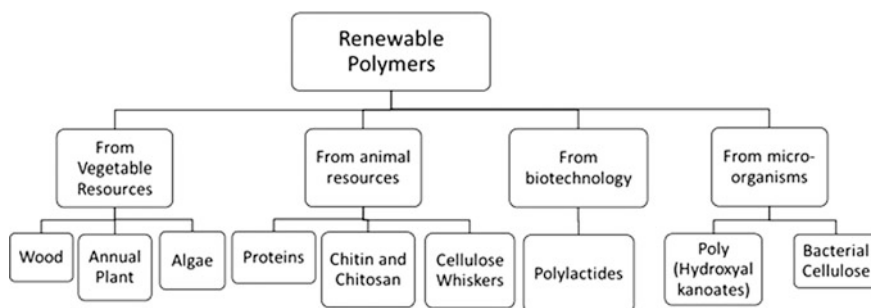 Renewable
Polymers
From
Vegetable
Resources
From animal
resources
From
biotechnology
From micro-
organisms
Wood
Annual
Plant
Algae
Proteins
Chitin and
Chitosan
Cellulose
Whiskers
Polylactides
Poly
(Hydroxyal
kanoates)
Bacterial
Cellulose